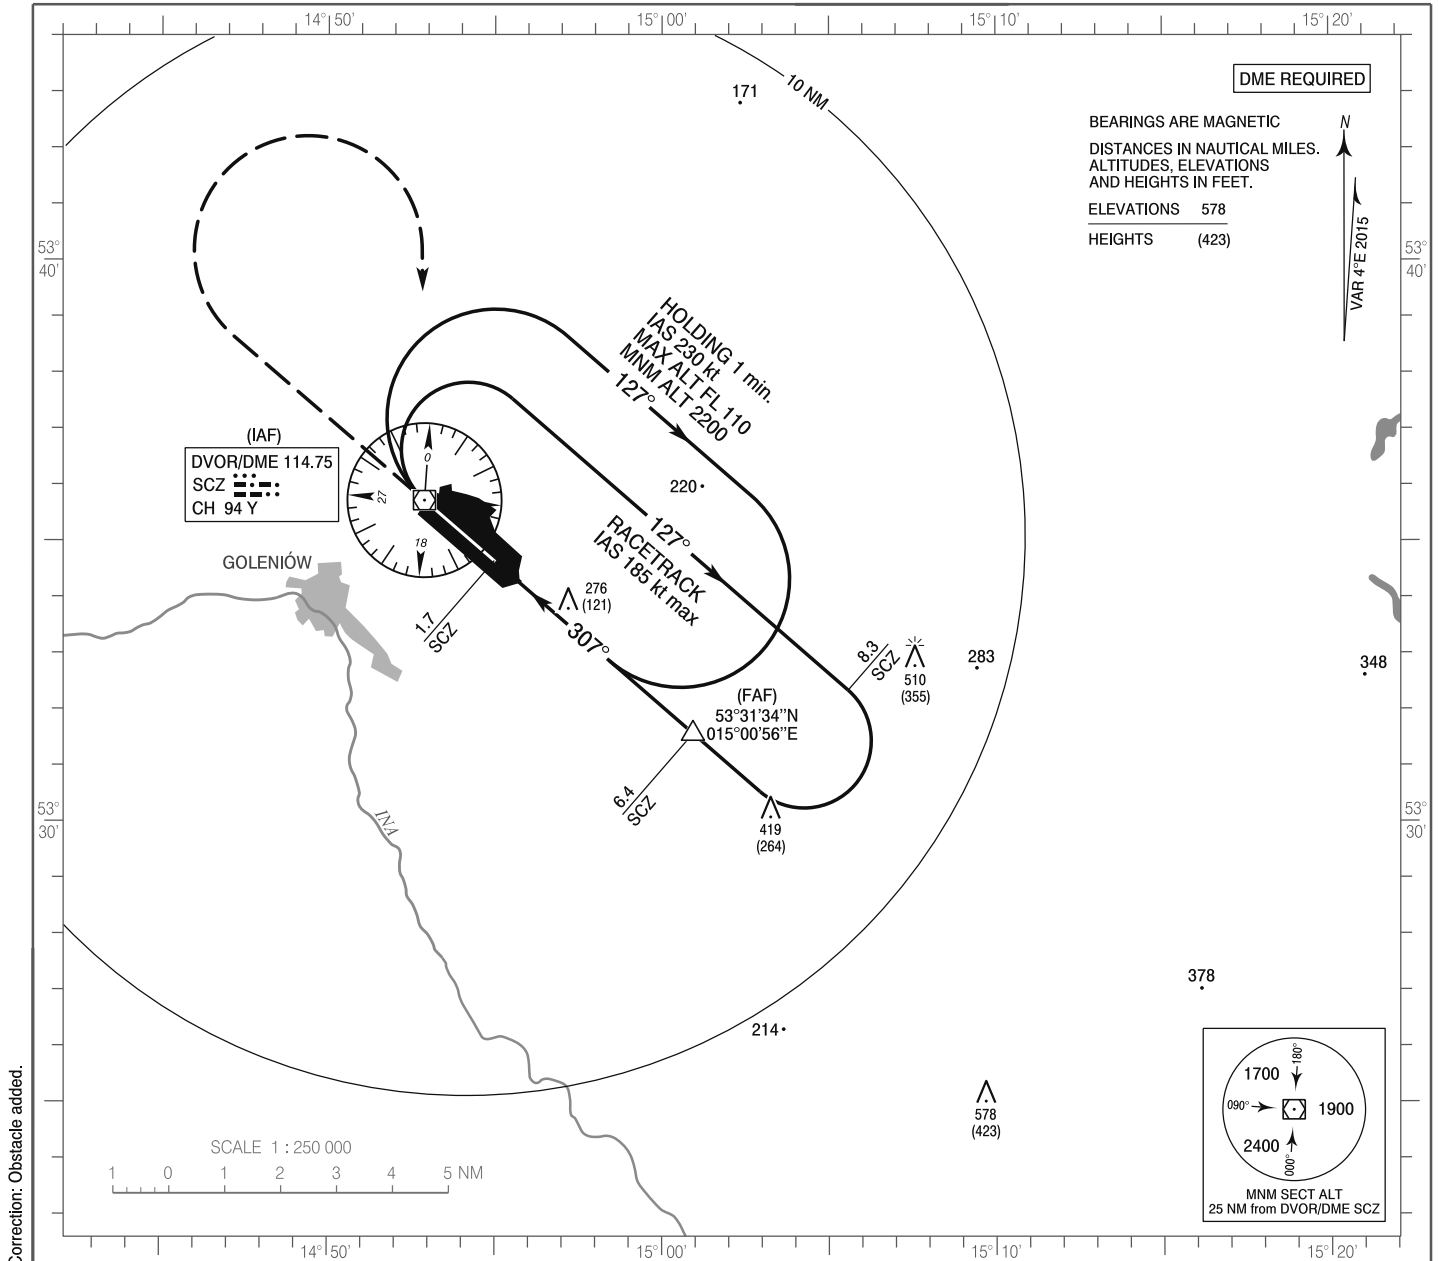 14°50'
15°00'
15°10'
15°20'
DME REQUIRED
10 NM
171
BEARINGS ARE MAGNETIC
DISTANCES IN NAUTICAL MILES.
ALTITUDES, ELEVATIONS
AND HEIGHTS IN FEET.
ELEVATIONS 578
HEIGHTS (423)
N
VAR 4°E 2015
53°
40'
53°
40'
HOLDING 1 min.
IAS 230 kt
MAX ALT FL 110
MNM ALT 2200
127°
(IAF)
DVOR/DME 114.75
SCZ
CH 94 Y
0
27
18
220
127°
RACETRACK
IAS 185 kt max
GOLENIÓW
276
(121)
1.7
SCZ
307°
8.3
SCZ
510
(355)
283
348
(FAF)
53°31'34''N
015°00'56''E
6.4
SCZ
419
(264)
53°
30'
53°
30'
INA
378
214
578
(423)
180°
1700
090°
1900
2400
000°
MNM SECT ALT
25 NM from DVOR/DME SCZ
SCALE 1 : 250 000
1 0 1 2 3 4 5 NM
Correction: Obstacle added.
14°50'
15°00'
15°10'
15°20'